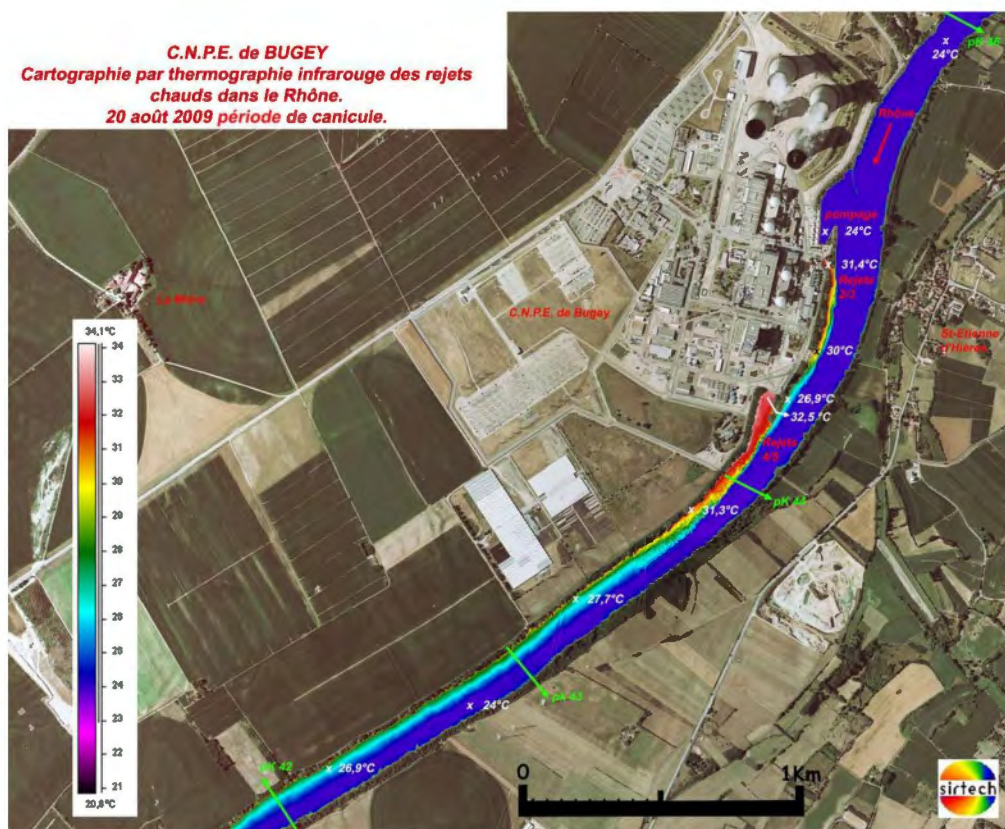 C.N.P.E. de BUGEY
Cartographie par thermographie infrarouge des rejets
chauds dans le Rhône.
20 août 2009 période de canicule.
24°C
Rhône
pompage
24°C
31,4°C
Rejets
2/3
C.N.P.E. de Bugey
St-Etienne
d'Hières
30°C
26,9°C
32,5°C
Rejets
4/5
pK 44
31,3°C
27,7°C
pK 43
24°C
pK 42
26,9°C
34,1°C
34
33
32
31
30
29
28
27
26
25
24
23
22
21
20,8°C
0
1Km
sirtech